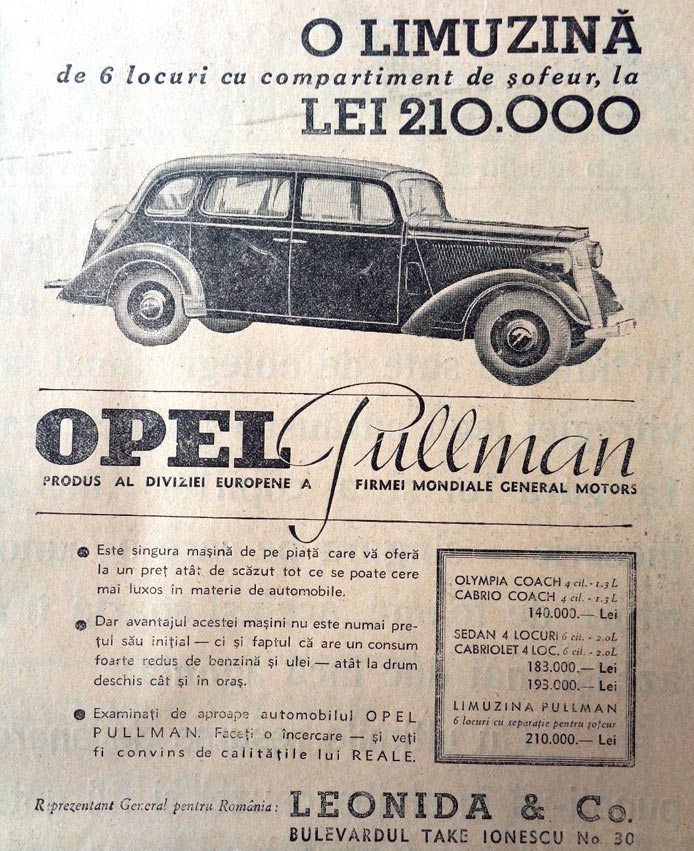 O LIMUZINĂ
de 6 locuri cu compartiment de şofeur, la
LEI 210.000
OPEL Pullman
PRODUS AL DIVIZIEI EUROPENE A FIRMEI MONDIALE GENERAL MOTORS
Este singura maşină de pe piaţă care vă oferă
la un preţ atât de scăzut tot ce se poate cere
mai luxos în materie de automobile.
Dar avantajul acestei maşini nu este numai pre-
ţul său iniţial — ci şi faptul că are un consum
foarte redus de benzină şi ulei — atât la drum
deschis cât şi în oraş.
Examinaţi de aproape automobilul OPEL
PULLMAN. Faceţi o încercare — şi veţi
fi convins de calităţile lui REALE.
OLYMPIA COACH 4 cil. - 1.3 L
CABRIO COACH 4 cil. - 1.3 L
140.000.— Lei
SEDAN 4 LOCURI 6 cil. - 2.0L
CABRIOLET 4 LOC. 6 cil. - 2.0L
183.000.— Lei
193.000.— Lei
LIMUZINA PULLMAN
6 locuri cu separaţie pentru şofeur
210.000.— Lei
Reprezentant General pentru România: LEONIDA & Co.
BULEVARDUL TAKE IONESCU No. 30